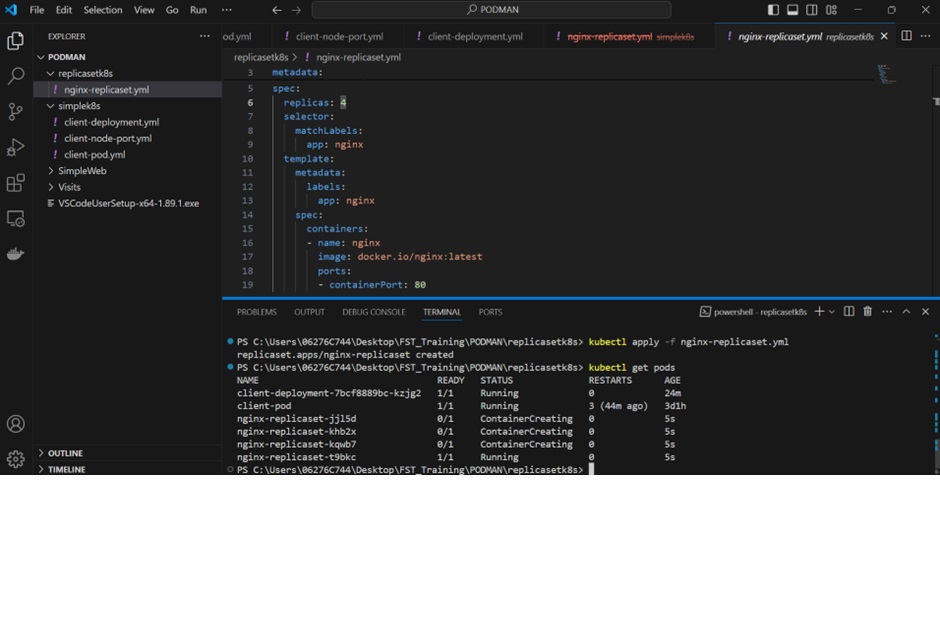 File Edit Selection View Go Run ··· ← → PODMAN
EXPLORER ···
PODMAN
replicasetk8s
! nginx-replicaset.yml
simplek8s
! client-deployment.yml
! client-node-port.yml
! client-pod.yml
SimpleWeb
Visits
VSCodeUserSetup-x64-1.89.1.exe
OUTLINE
TIMELINE
od.yml ! client-node-port.yml ! client-deployment.yml ! nginx-replicaset.yml simplek8s ! nginx-replicaset.yml replicasetk8s × ···
replicasetk8s > ! nginx-replicaset.yml
3 metadata:
5 spec:
6 replicas: 4
7 selector:
8 matchLabels:
9 app: nginx
10 template:
11 metadata:
12 labels:
13 app: nginx
14 spec:
15 containers:
16 - name: nginx
17 image: docker.io/nginx:latest
18 ports:
19 - containerPort: 80
PROBLEMS OUTPUT DEBUG CONSOLE TERMINAL PORTS powershell - replicasetk8s + ···
PS C:\Users\06276C744\Desktop\FST_Training\PODMAN\replicasetk8s> kubectl apply -f nginx-replicaset.yml
replicaset.apps/nginx-replicaset created
PS C:\Users\06276C744\Desktop\FST_Training\PODMAN\replicasetk8s> kubectl get pods
NAME READY STATUS RESTARTS AGE
client-deployment-7bcf8889bc-kzjg2 1/1 Running 0 24m
client-pod 1/1 Running 3 (44m ago) 3d1h
nginx-replicaset-jjl5d 0/1 ContainerCreating 0 5s
nginx-replicaset-khb2x 0/1 ContainerCreating 0 5s
nginx-replicaset-kqwb7 0/1 ContainerCreating 0 5s
nginx-replicaset-t9bkc 1/1 Running 0 5s
PS C:\Users\06276C744\Desktop\FST_Training\PODMAN\replicasetk8s>